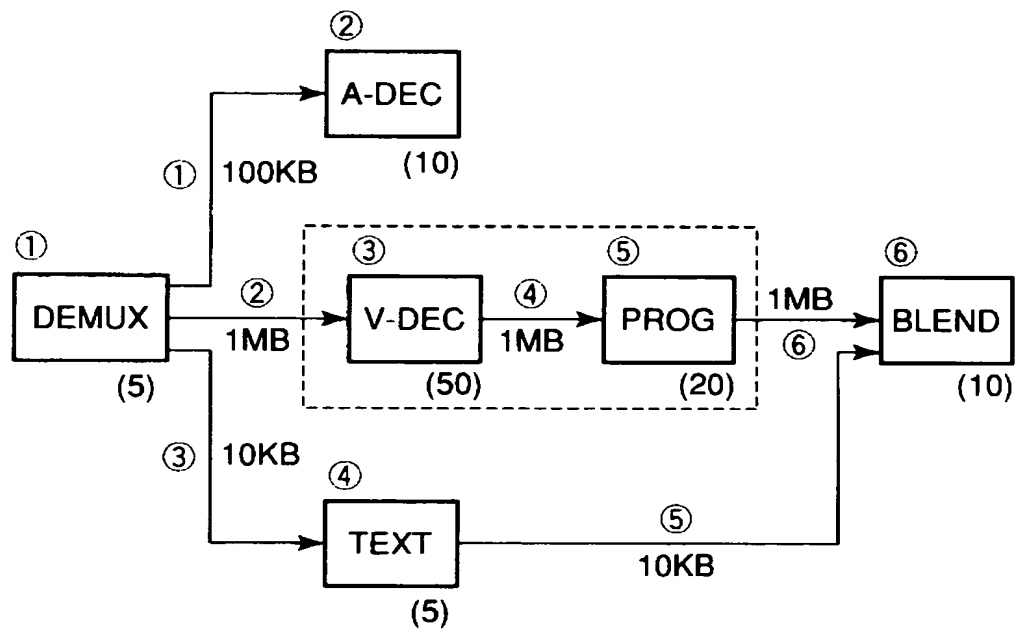 ②
A-DEC
(10)
① 100KB
①
DEMUX
(5)
②
1MB
③
V-DEC
(50)
④
1MB
⑤
PROG
(20)
1MB
⑥
⑥
BLEND
(10)
③ 10KB
④
TEXT
(5)
⑤
10KB